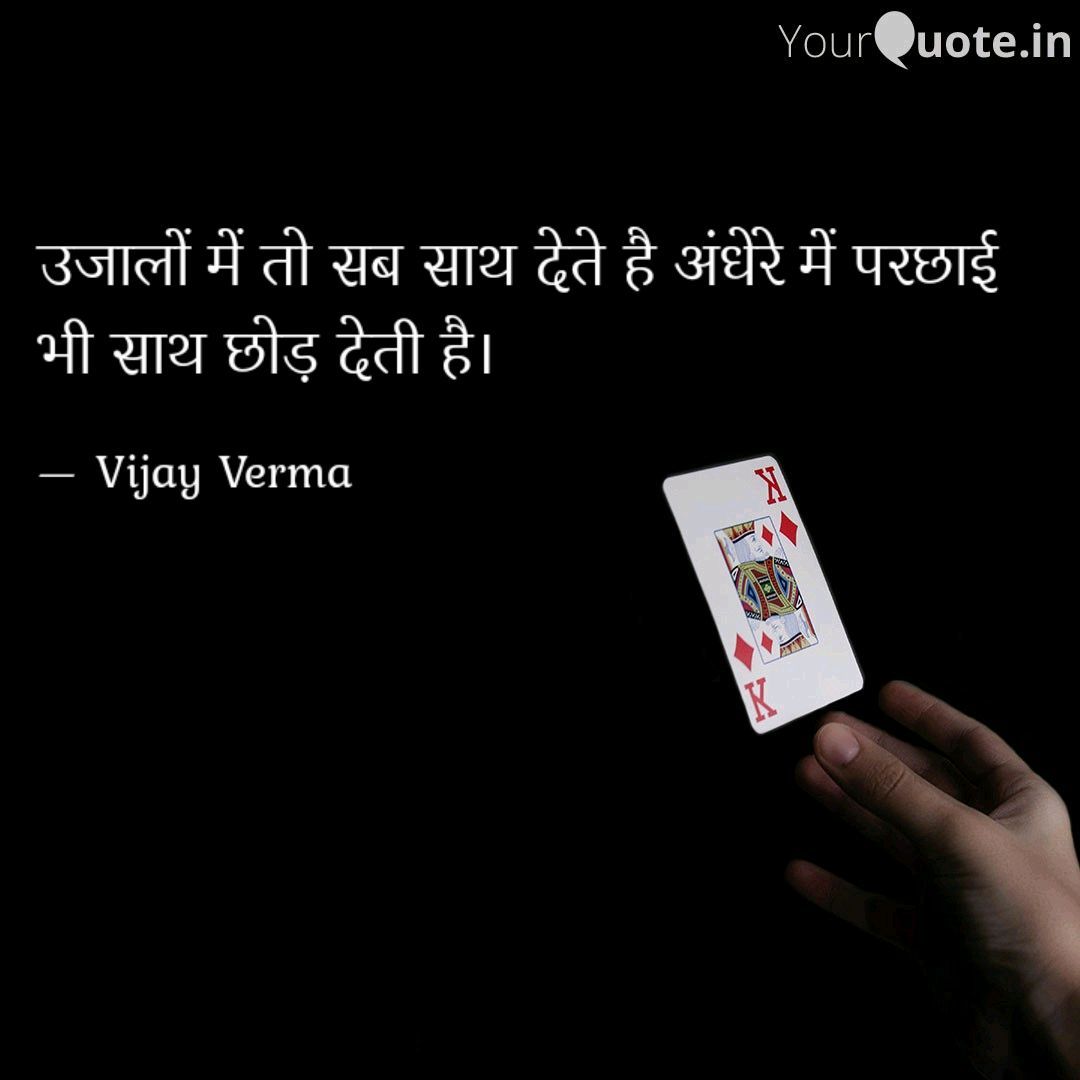 YourQuote.in
उजालों में तो सब साथ देते है अंधेरे में परछाई
भी साथ छोड़ देती है।
— Vijay Verma
K
K